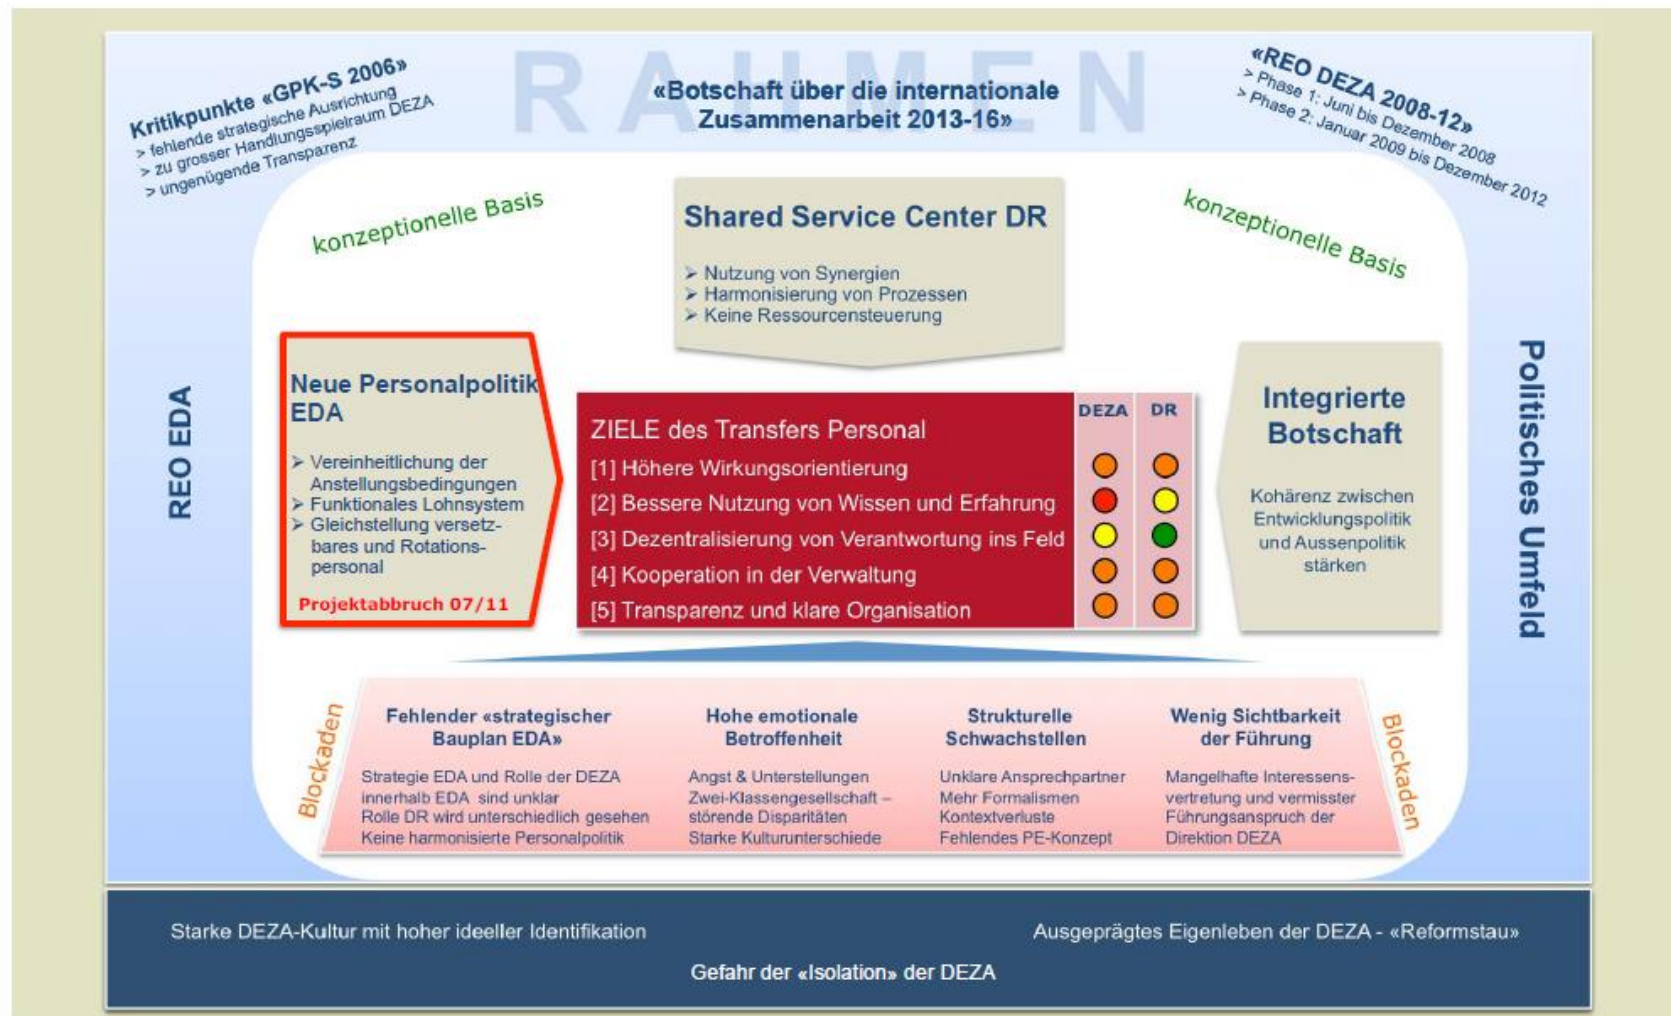 RAHMEN
Kritikpunkte «GPK-S 2006»
> fehlende strategische Ausrichtung
> zu grosser Handlungsspielraum DEZA
> ungenügende Transparenz
«Botschaft über die internationale
Zusammenarbeit 2013-16»
«REO DEZA 2008-12»
> Phase 1: Juni bis Dezember 2008
> Phase 2: Januar 2009 bis Dezember 2012
konzeptionelle Basis
Shared Service Center DR
➢ Nutzung von Synergien
➢ Harmonisierung von Prozessen
➢ Keine Ressourcensteuerung
konzeptionelle Basis
REO EDA
Neue Personalpolitik
EDA
➢ Vereinheitlichung der
Anstellungsbedingungen
➢ Funktionales Lohnsystem
➢ Gleichstellung versetz-
bares und Rotations-
personal
Projektabbruch 07/11
DEZA DR
ZIELE des Transfers Personal
[1] Höhere Wirkungsorientierung
[2] Bessere Nutzung von Wissen und Erfahrung
[3] Dezentralisierung von Verantwortung ins Feld
[4] Kooperation in der Verwaltung
[5] Transparenz und klare Organisation
Integrierte
Botschaft
Kohärenz zwischen
Entwicklungspolitik
und Aussenpolitik
stärken
Politisches Umfeld
Blockaden
Fehlender «strategischer
Bauplan EDA»
Strategie EDA und Rolle der DEZA
innerhalb EDA sind unklar
Rolle DR wird unterschiedlich gesehen
Keine harmonisierte Personalpolitik
Hohe emotionale
Betroffenheit
Angst & Unterstellungen
Zwei-Klassengesellschaft –
störende Disparitäten
Starke Kulturunterschiede
Strukturelle
Schwachstellen
Unklare Ansprechpartner
Mehr Formalismen
Kontextverluste
Fehlendes PE-Konzept
Wenig Sichtbarkeit
der Führung
Mangelhafte Interessens-
vertretung und vermisster
Führungsanspruch der
Direktion DEZA
Blockaden
Starke DEZA-Kultur mit hoher ideeller Identifikation
Ausgeprägtes Eigenleben der DEZA - «Reformstau»
Gefahr der «Isolation» der DEZA